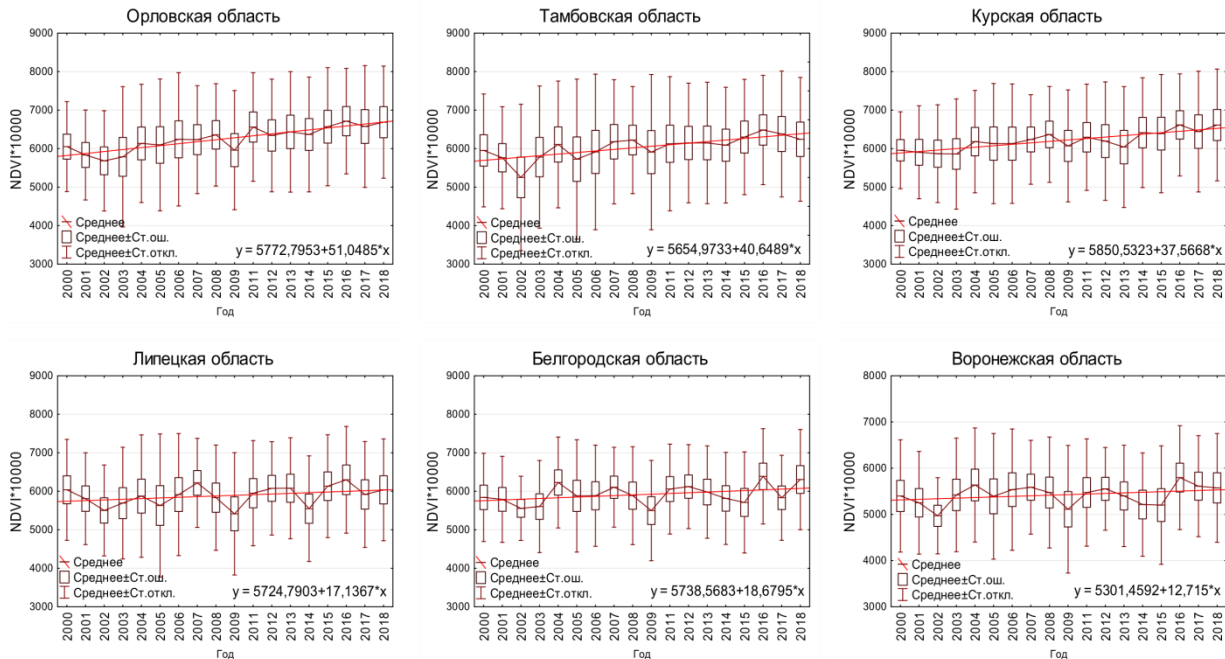 Орловская область
NDVI*10000
9000
8000
7000
6000
5000
4000
3000
Среднее
Среднее±Ст.ош.
Среднее±Ст.откл.
y = 5772,7953+51,0485*x
2000 2001 2002 2003 2004 2005 2006 2007 2008 2009 2010 2011 2012 2013 2014 2015 2016 2017 2018
Год
Тамбовская область
NDVI*10000
9000
8000
7000
6000
5000
4000
3000
Среднее
Среднее±Ст.ош.
Среднее±Ст.откл.
y = 5654,9733+40,6489*x
2000 2001 2002 2003 2004 2005 2006 2007 2008 2009 2010 2011 2012 2013 2014 2015 2016 2017 2018
Год
Курская область
NDVI*10000
9000
8000
7000
6000
5000
4000
3000
Среднее
Среднее±Ст.ош.
Среднее±Ст.откл.
y = 5850,5323+37,5668*x
2000 2001 2002 2003 2004 2005 2006 2007 2008 2009 2010 2011 2012 2013 2014 2015 2016 2017 2018
Год
Липецкая область
NDVI*10000
9000
8000
7000
6000
5000
4000
3000
Среднее
Среднее±Ст.ош.
Среднее±Ст.откл.
y = 5724,7903+17,1367*x
2000 2001 2002 2003 2004 2005 2006 2007 2008 2009 2010 2011 2012 2013 2014 2015 2016 2017 2018
Год
Белгородская область
NDVI*10000
9000
8000
7000
6000
5000
4000
3000
Среднее
Среднее±Ст.ош.
Среднее±Ст.откл.
y = 5738,5683+18,6795*x
2000 2001 2002 2003 2004 2005 2006 2007 2008 2009 2010 2011 2012 2013 2014 2015 2016 2017 2018
Год
Воронежская область
NDVI*10000
8000
7000
6000
5000
4000
3000
Среднее
Среднее±Ст.ош.
Среднее±Ст.откл.
y = 5301,4592+12,715*x
2000 2001 2002 2003 2004 2005 2006 2007 2008 2009 2010 2011 2012 2013 2014 2015 2016 2017 2018
Год